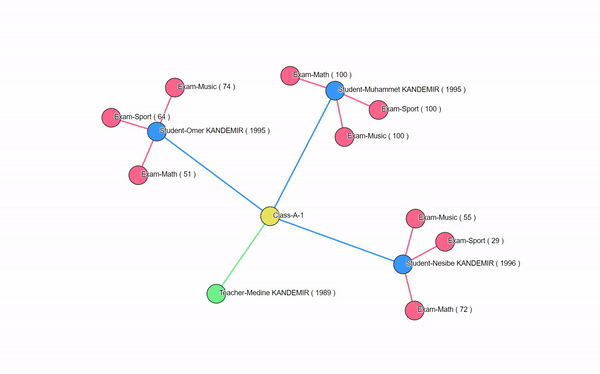 Exam-Math ( 100 )
Exam-Music ( 74 )
Student-Muhammet KANDEMIR ( 1995 )
Exam-Sport ( 100 )
Exam-Sport ( 64 )
Student-Omer KANDEMIR ( 1995 )
Exam-Music ( 100 )
Exam-Math ( 51 )
Class-A-1
Exam-Music ( 55 )
Exam-Sport ( 29 )
Student-Nesibe KANDEMIR ( 1996 )
Teacher-Medine KANDEMIR ( 1989 )
Exam-Math ( 72 )